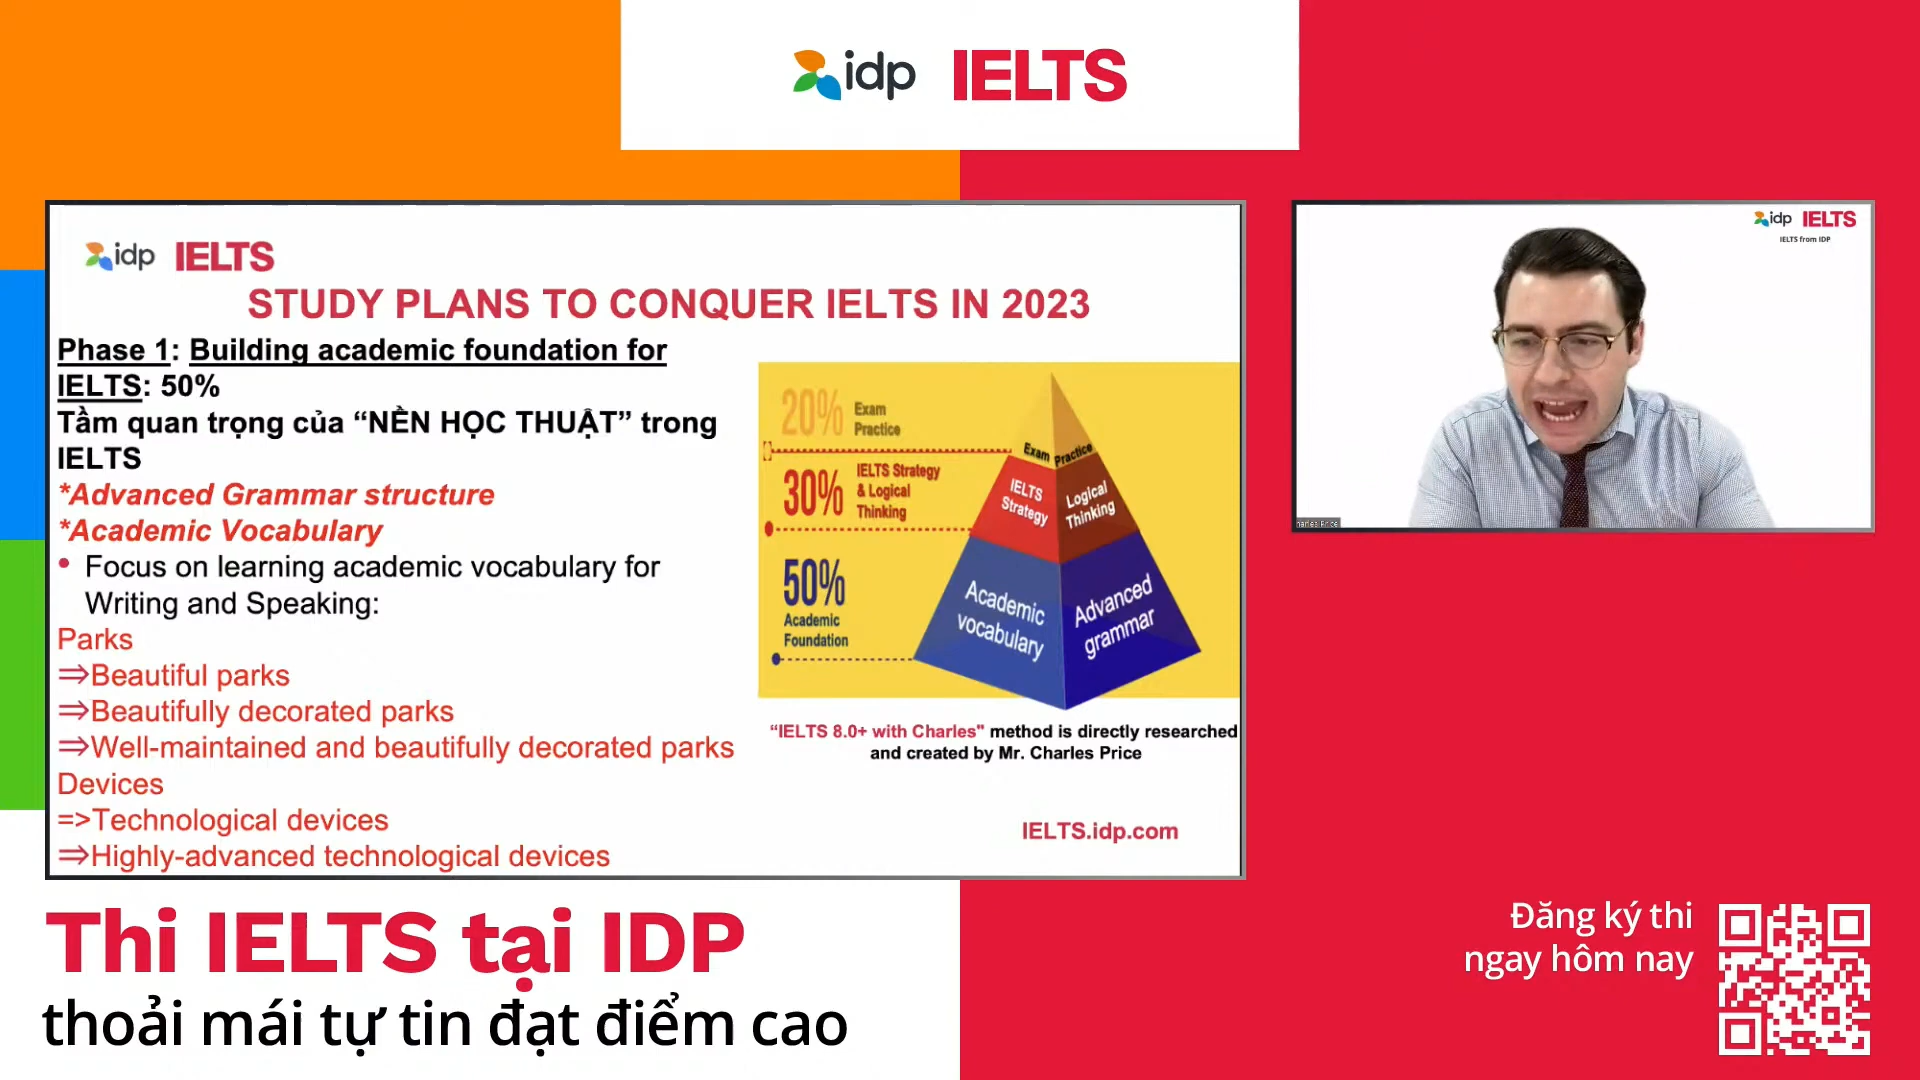 idp IELTS
idp IELTS
STUDY PLANS TO CONQUER IELTS IN 2023
Phase 1: Building academic foundation for
IELTS: 50%
Tầm quan trọng của “NỀN HỌC THUẬT” trong
IELTS
*Advanced Grammar structure
*Academic Vocabulary
• Focus on learning academic vocabulary for
Writing and Speaking:
Parks
⇒Beautiful parks
⇒Beautifully decorated parks
⇒Well-maintained and beautifully decorated parks
Devices
=>Technological devices
⇒Highly-advanced technological devices
20% Exam
Practice
30% IELTS Strategy
& Logical
Thinking
50%
Academic
Foundation
Exam Practice
IELTS
Strategy
Logical
Thinking
Academic
vocabulary
Advanced
grammar
“IELTS 8.0+ with Charles" method is directly researched
and created by Mr. Charles Price
IELTS.idp.com
idp IELTS
IELTS from IDP
Charles Price
Thi IELTS tại IDP
thoải mái tự tin đạt điểm cao
Đăng ký thi
ngay hôm nay